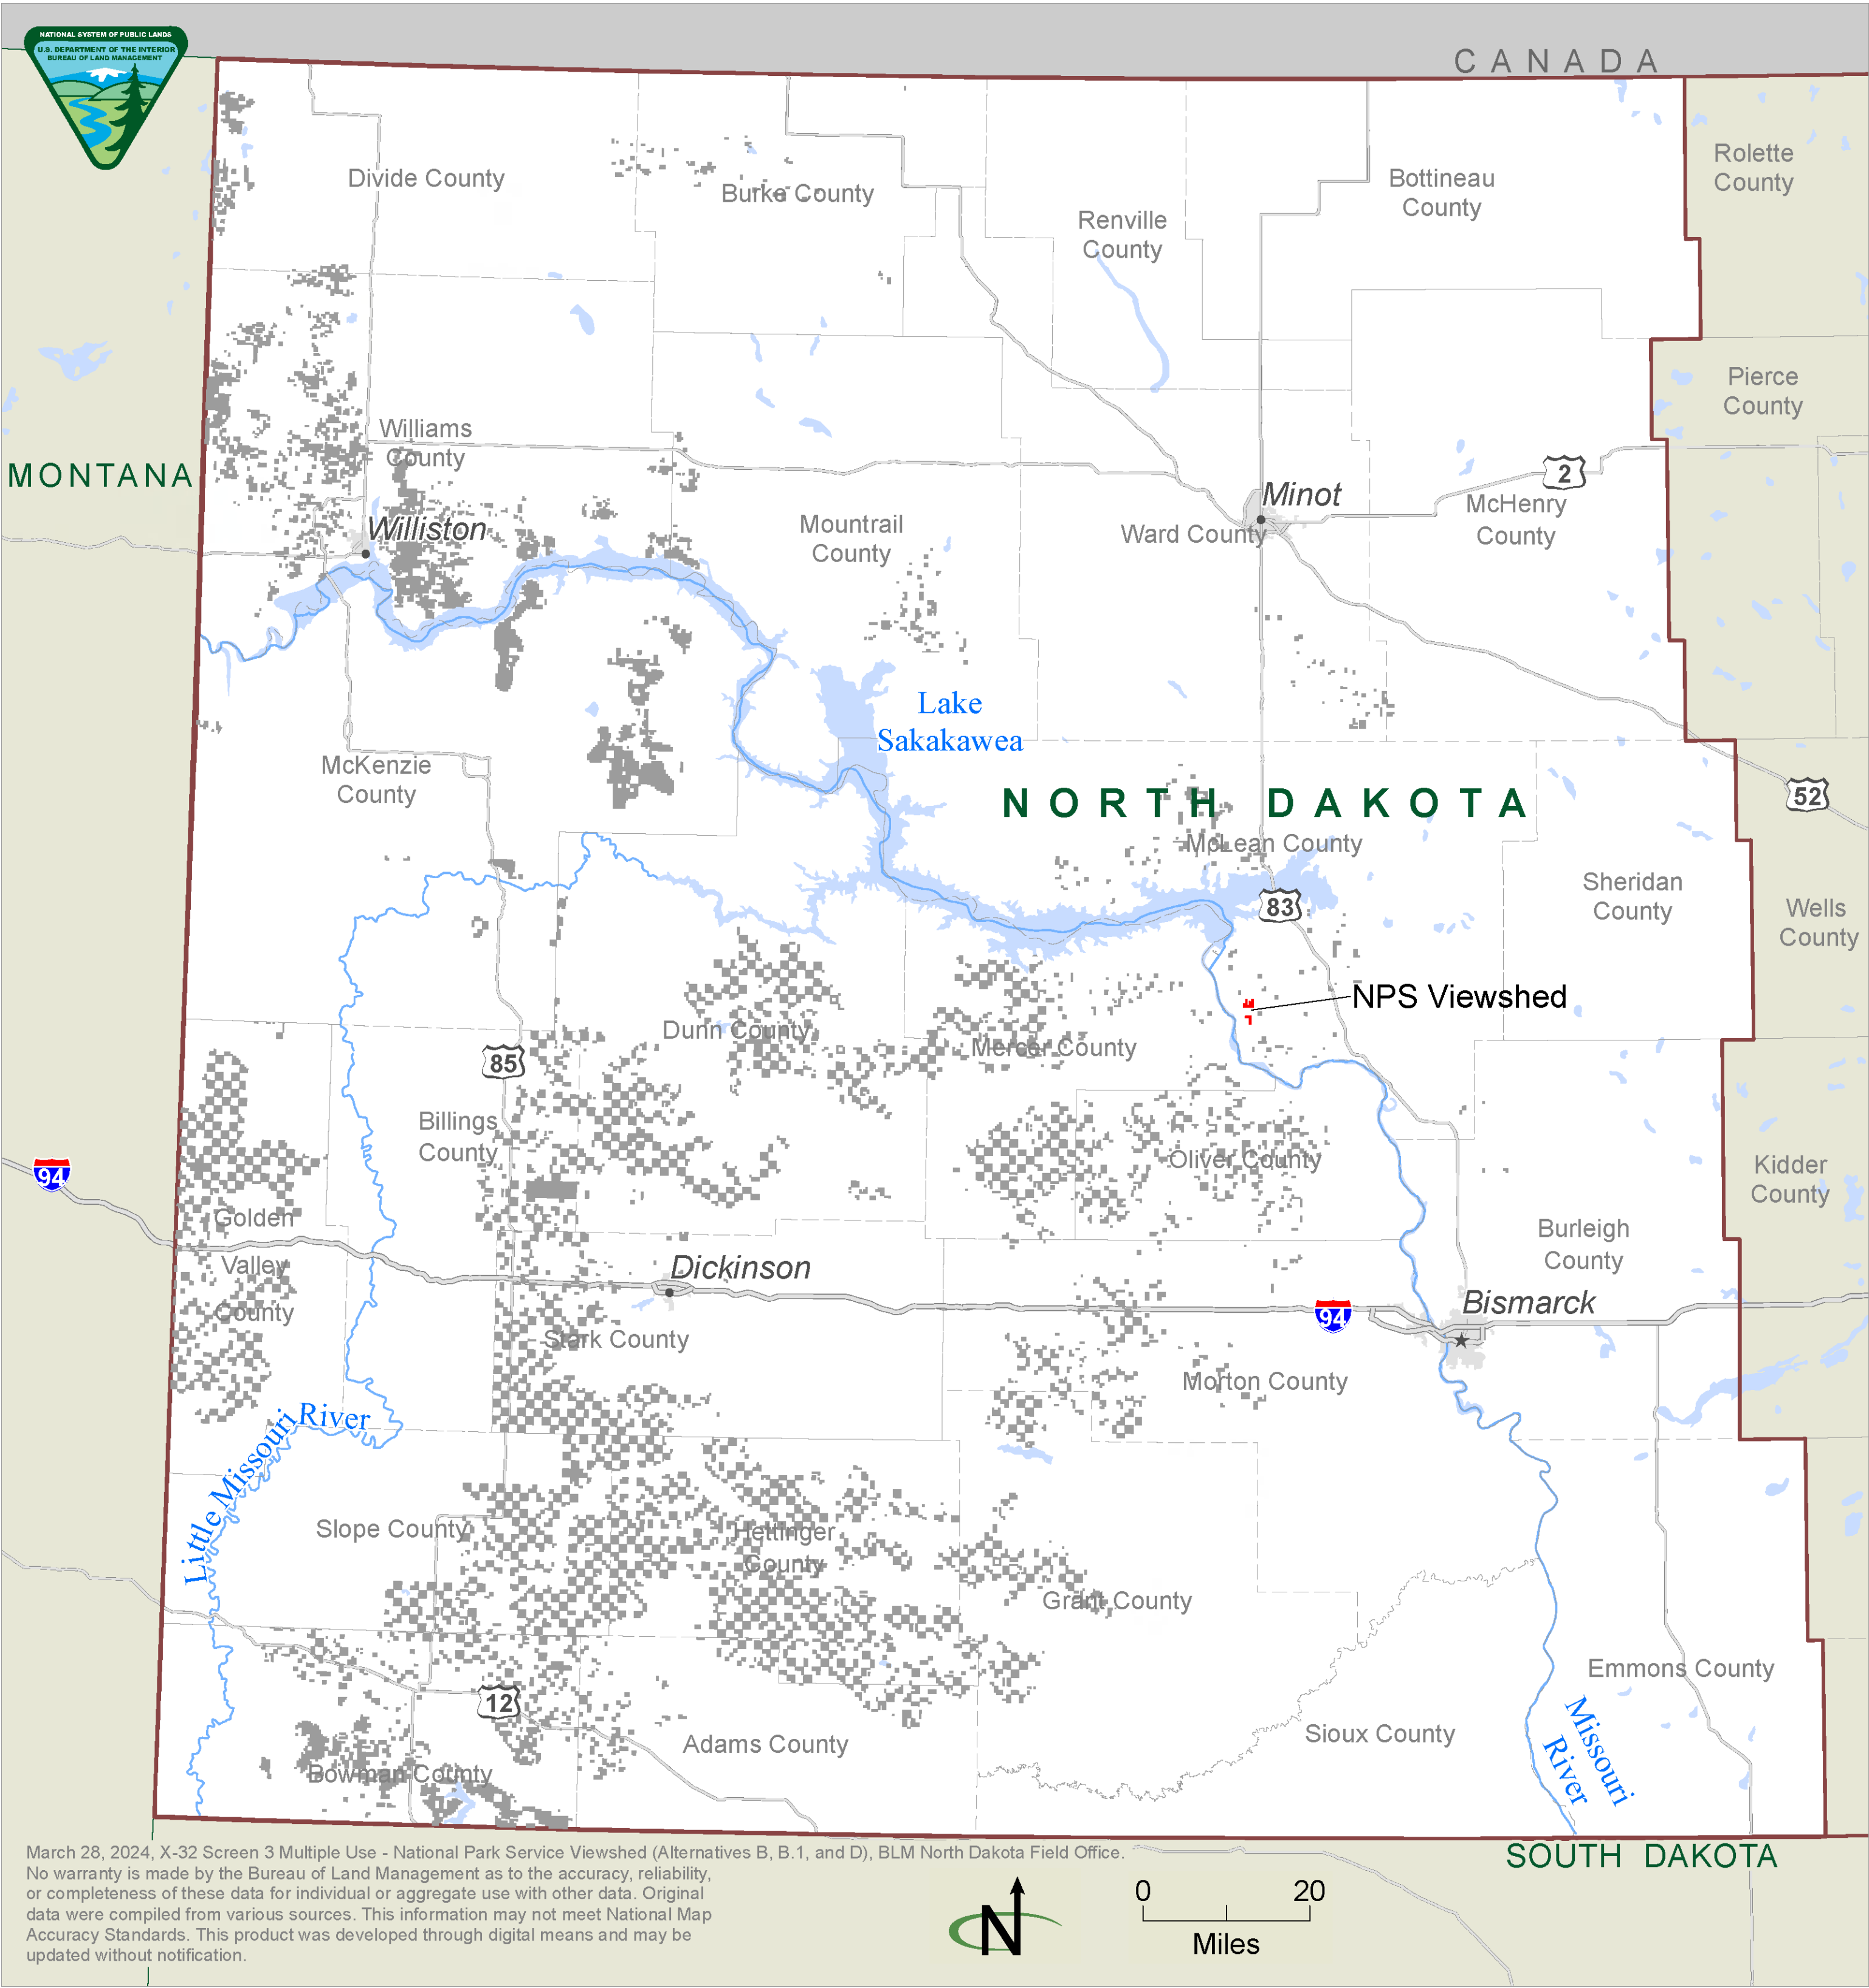 NATIONAL SYSTEM OF PUBLIC LANDS
U.S. DEPARTMENT OF THE INTERIOR
BUREAU OF LAND MANAGEMENT
CANADA
Divide County
Burke County
Renville
County
Bottineau
County
Rolette
County
Pierce
County
MONTANA
Williams
County
Williston
Mountrail
County
Minot
Ward County
2
McHenry
County
Lake
Sakakawea
McKenzie
County
NORTH DAKOTA
52
McLean County
83
Sheridan
County
Wells
County
NPS Viewshed
Dunn County
Mercer County
85
Billings
County
Oliver County
94
Kidder
County
Golden
Valley
County
Burleigh
County
Dickinson
Bismarck
94
Stark County
Morton County
Little Missouri River
Slope County
Hettinger
County
Grant County
Emmons County
12
Adams County
Sioux County
Missouri
River
Bowman County
SOUTH DAKOTA
March 28, 2024, X-32 Screen 3 Multiple Use - National Park Service Viewshed (Alternatives B, B.1, and D), BLM North Dakota Field Office.
No warranty is made by the Bureau of Land Management as to the accuracy, reliability,
or completeness of these data for individual or aggregate use with other data. Original
data were compiled from various sources. This information may not meet National Map
Accuracy Standards. This product was developed through digital means and may be
updated without notification.
N
0 20
Miles